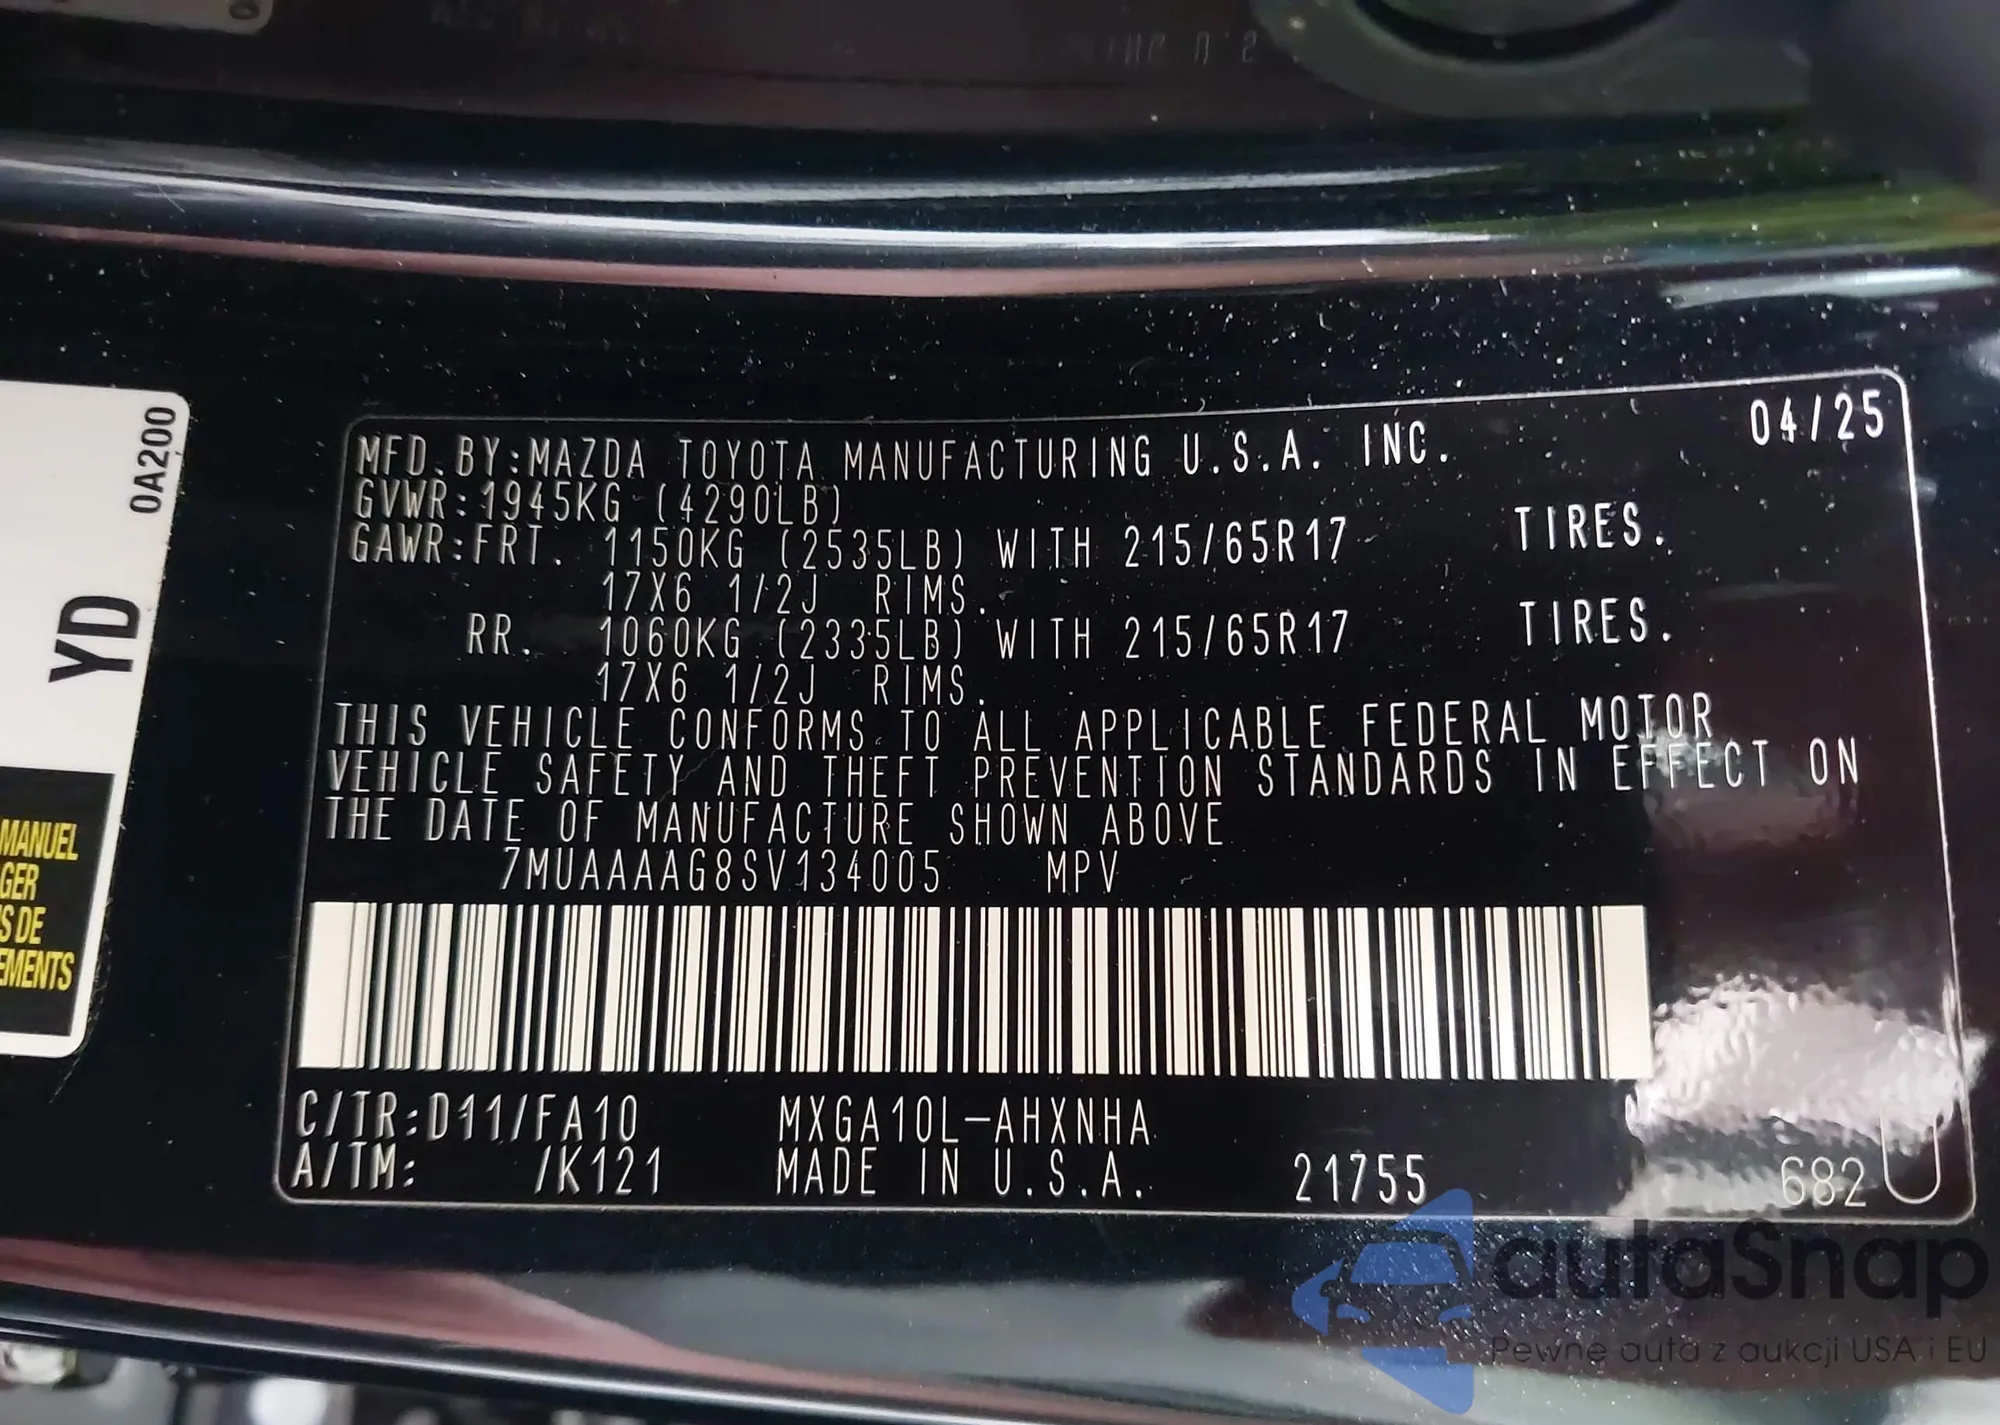 0A200
YD
MANUEL
GER
S DE
EMENTS
04/25
MFD.BY:MAZDA TOYOTA MANUFACTURING U.S.A. INC.
GVWR:1945KG (4290LB)
GAWR:FRT. 1150KG (2535LB) WITH 215/65R17 TIRES.
17X6 1/2J RIMS.
RR. 1060KG (2335LB) WITH 215/65R17 TIRES.
17X6 1/2J RIMS.
THIS VEHICLE CONFORMS TO ALL APPLICABLE FEDERAL MOTOR
VEHICLE SAFETY AND THEFT PREVENTION STANDARDS IN EFFECT ON
THE DATE OF MANUFACTURE SHOWN ABOVE
7MUAAAAG8SV134005 MPV
C/TR:D11/FA10 MXGA10L-AHXNHA
A/TM: /K121 MADE IN U.S.A. 21755 682 U
autaSnap
Pewne auta z aukcji USA i EU